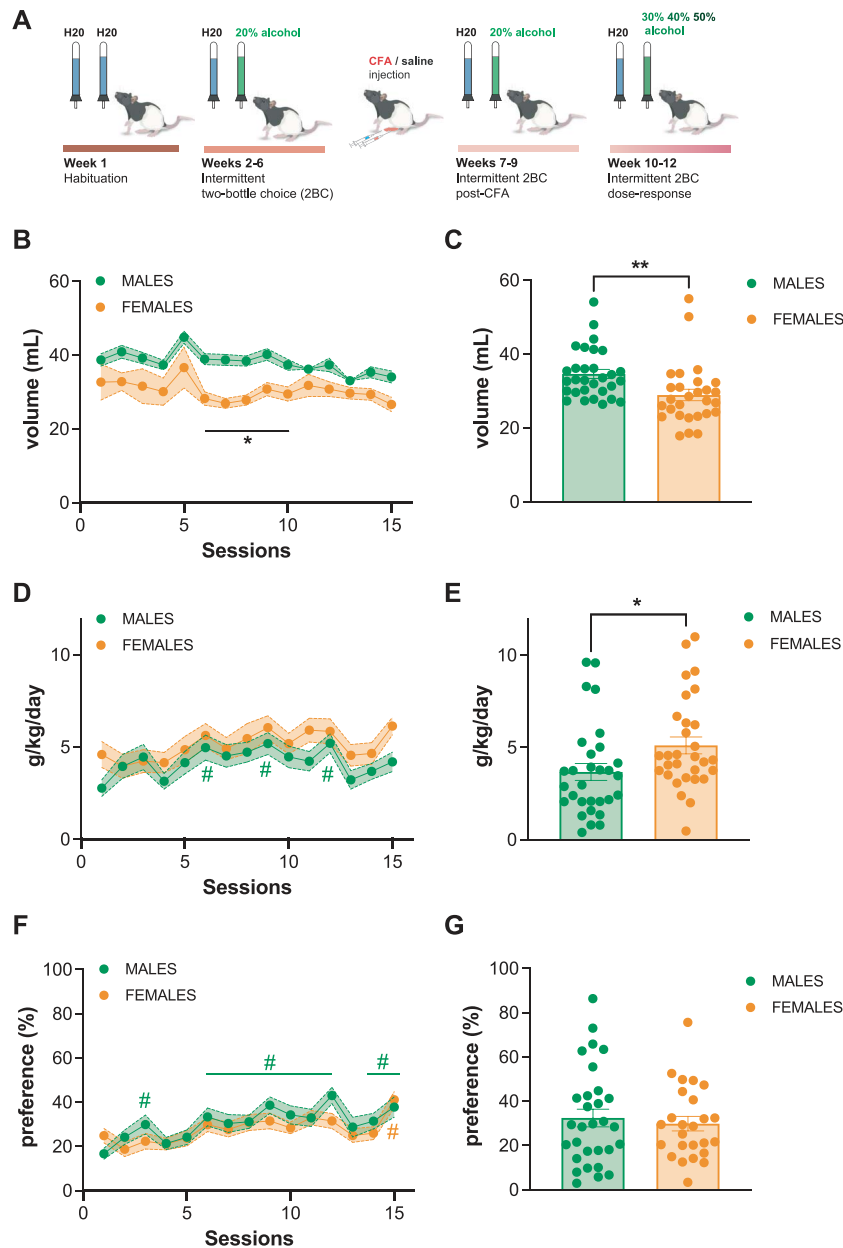 A
H20 H20
H20 20% alcohol
CFA / saline
injection
H20 20% alcohol
H20 30% 40% 50%
alcohol
Week 1
Habituation
Weeks 2-6
Intermittent
two-bottle choice (2BC)
Weeks 7-9
Intermittent 2BC
post-CFA
Week 10-12
Intermittent 2BC
dose-response
B
MALES
FEMALES
volume (mL)
60
40
20
0
*
0 5 10 15
Sessions
C
**
MALES
FEMALES
volume (mL)
60
40
20
0
D
MALES
FEMALES
g/kg/day
10
5
0
# # #
0 5 10 15
Sessions
E
*
MALES
FEMALES
g/kg/day
10
5
0
F
MALES
FEMALES
preference (%)
100
80
60
40
20
0
# # #
#
0 5 10 15
Sessions
G
MALES
FEMALES
preference (%)
100
80
60
40
20
0